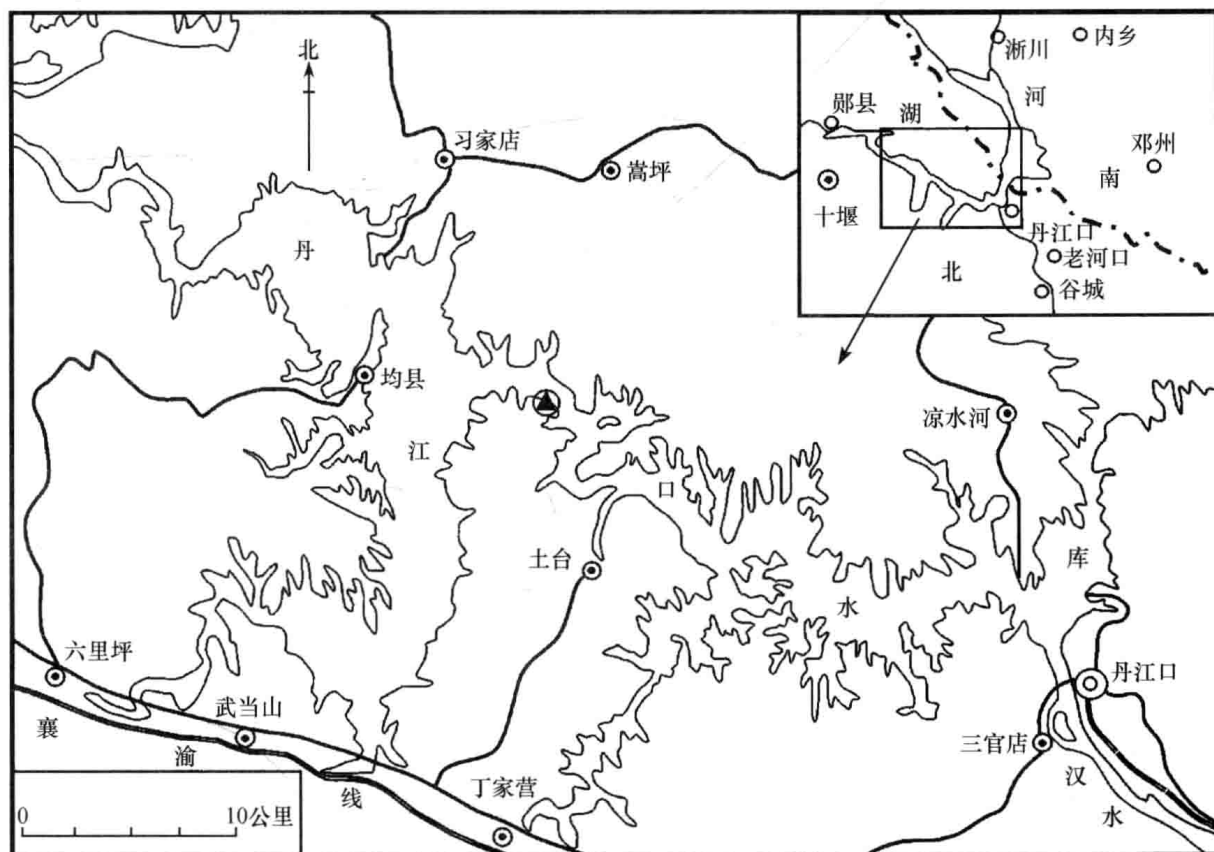 北
习家店
嵩坪
丹
均县
江
口
凉水河
土台
库
水
六里坪
武当山
丹江口
三官店
襄
渝
线
丁家营
汉
水
0 10公里
淅川
内乡
河
郧县
湖
邓州
南
十堰
丹江口
老河口
北
谷城